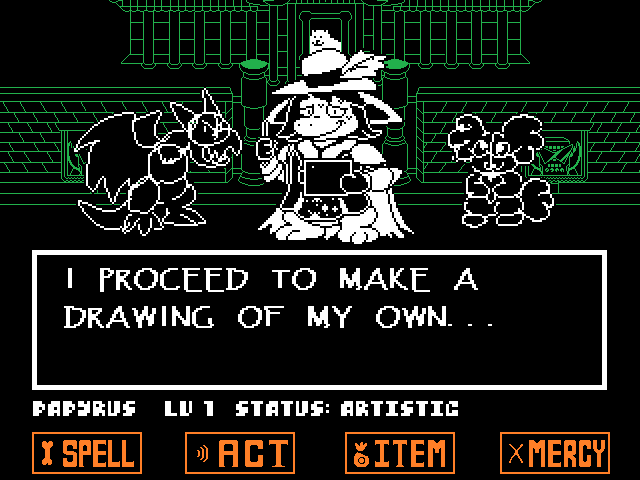 I PROCEED TO MAKE A
DRAWING OF MY OWN...
PAPYRUS LV 1 STATUS: ARTISTIC
SPELL ACT ITEM MERCY